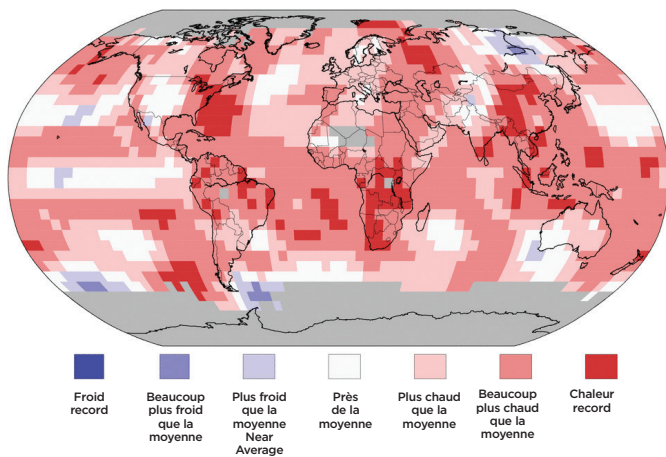 Froid
record
Beaucoup
plus froid
que la
moyenne
Plus froid
que la
moyenne
Near
Average
Près
de la
moyenne
Plus chaud
que la
moyenne
Beaucoup
plus chaud
que la
moyenne
Chaleur
record